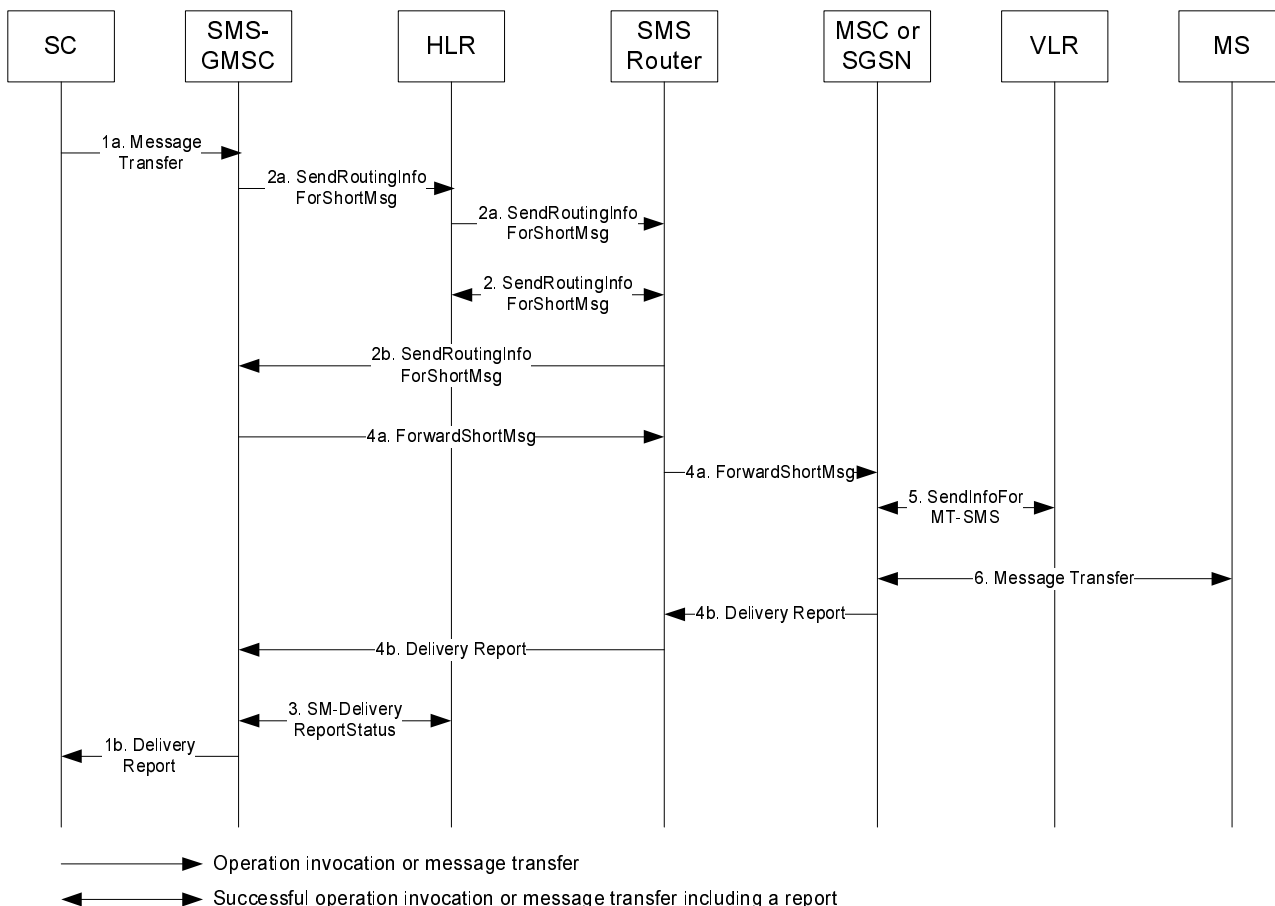 SC
SMS-
GMSC
HLR
SMS
Router
MSC or
SGSN
VLR
MS
1a. Message
Transfer
2a. SendRoutingInfo
ForShortMsg
2a. SendRoutingInfo
ForShortMsg
2. SendRoutingInfo
ForShortMsg
2b. SendRoutingInfo
ForShortMsg
4a. ForwardShortMsg
4a. ForwardShortMsg
5. SendInfoFor
MT-SMS
6. Message Transfer
4b. Delivery Report
4b. Delivery Report
3. SM-Delivery
ReportStatus
1b. Delivery
Report
Operation invocation or message transfer
Successful operation invocation or message transfer including a report